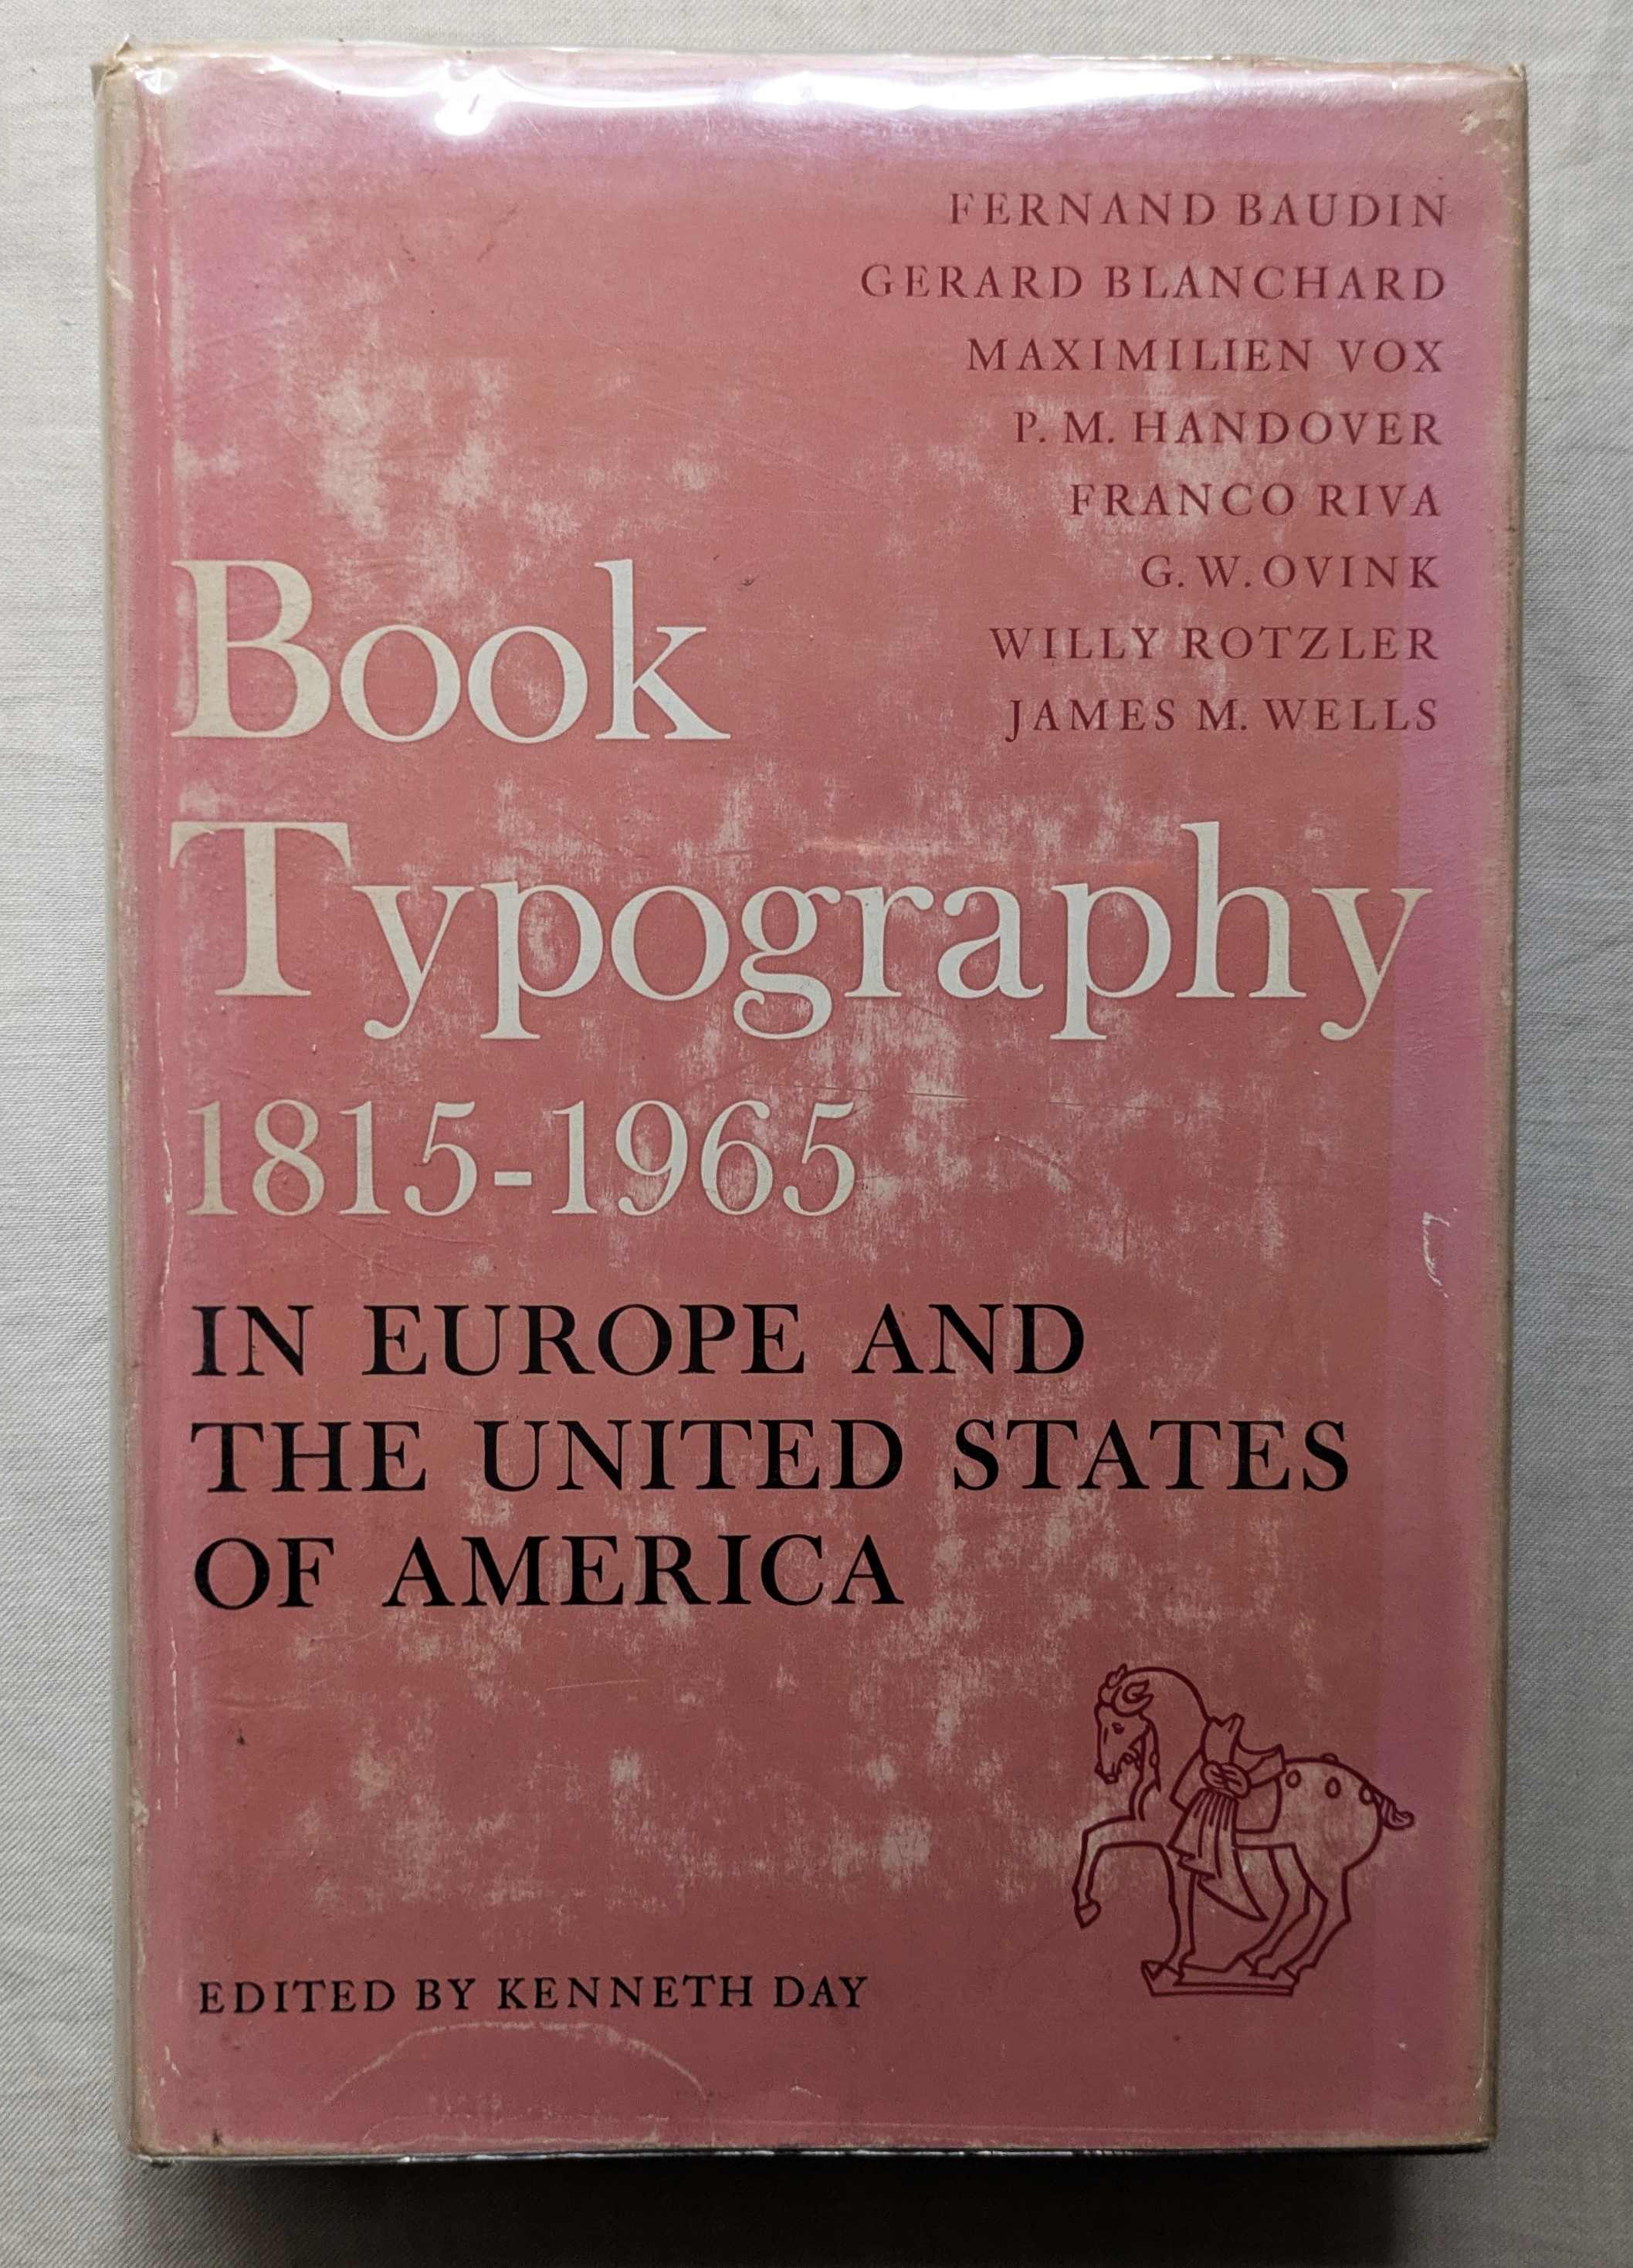 FERNAND BAUDIN
GERARD BLANCHARD
MAXIMILIEN VOX
P. M. HANDOVER
FRANCO RIVA
G. W. OVINK
WILLY ROTZLER
JAMES M. WELLS
Book
Typography
1815-1965
IN EUROPE AND
THE UNITED STATES
OF AMERICA
EDITED BY KENNETH DAY